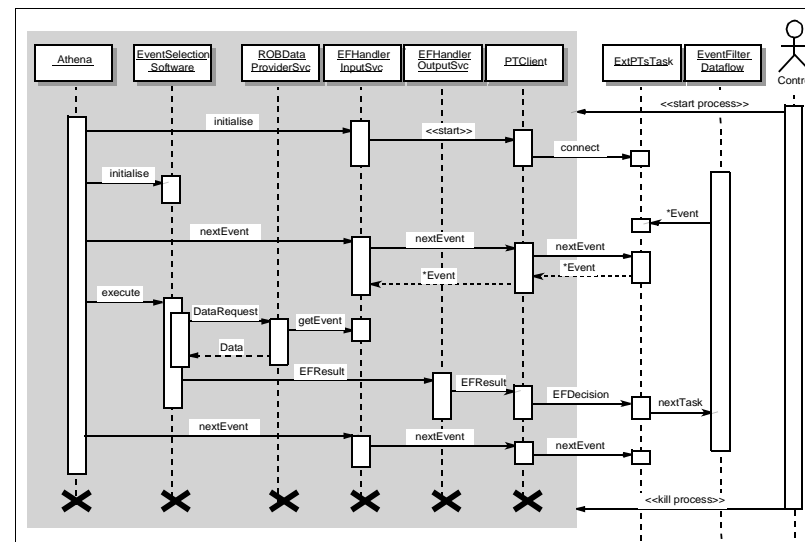 Athena
EventSelection
Software
ROBData
ProviderSvc
EFHandler
InputSvc
EFHandler
OutputSvc
PTClient
ExtPTsTask
EventFilter
Dataflow
Contr
<<start process>>
initialise
<<start>>
connect
initialise
*Event
nextEvent
nextEvent
nextEvent
*Event
*Event
execute
DataRequest
getEvent
Data
EFResult
EFResult
EFDecision
nextTask
nextEvent
nextEvent
nextEvent
<<kill process>>